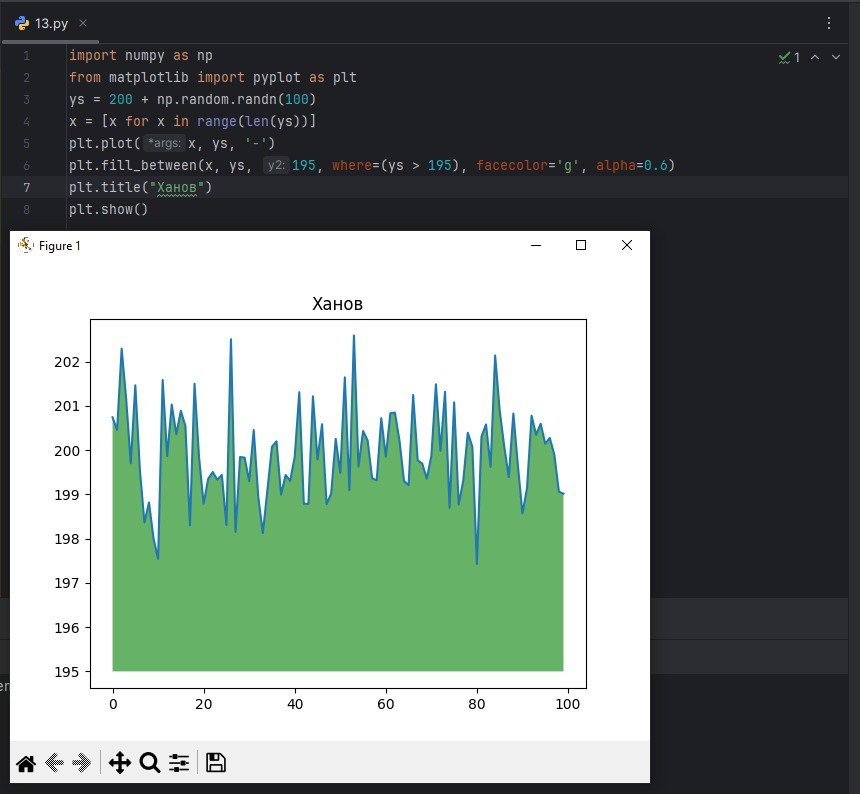 13.py
1 import numpy as np
2 from matplotlib import pyplot as plt
3 ys = 200 + np.random.randn(100)
4 x = [x for x in range(len(ys))]
5 plt.plot( *args: x, ys, '-')
6 plt.fill_between(x, ys, y2: 195, where=(ys > 195), facecolor='g', alpha=0.6)
7 plt.title("Ханов")
8 plt.show()
1
Figure 1
Ханов
202
201
200
199
198
197
196
195
0 20 40 60 80 100